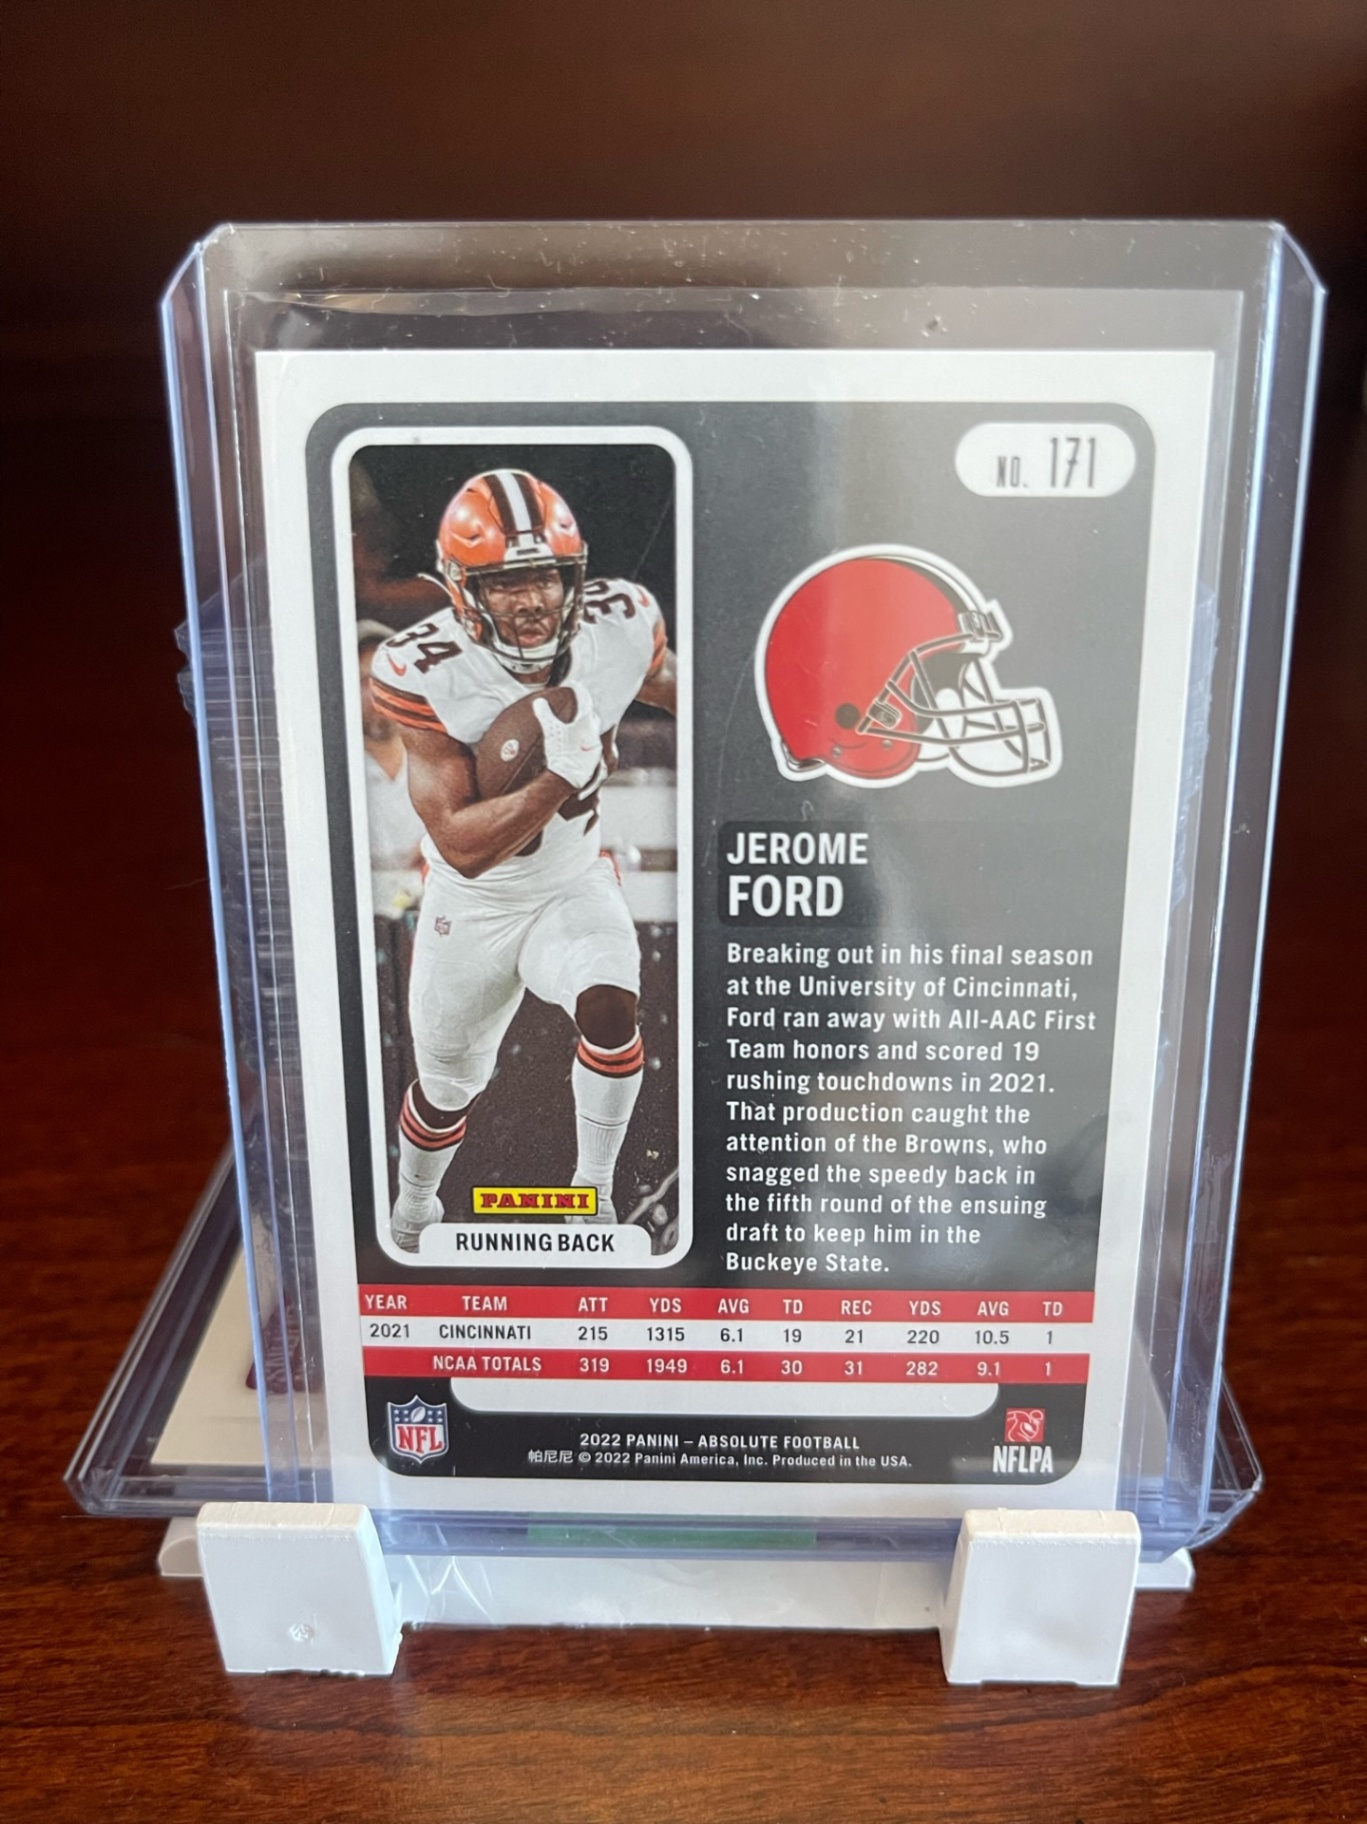 NO. 171
34
34
JEROME
FORD
Breaking out in his final season
at the University of Cincinnati,
Ford ran away with All-AAC First
Team honors and scored 19
rushing touchdowns in 2021.
That production caught the
attention of the Browns, who
snagged the speedy back in
the fifth round of the ensuing
draft to keep him in the
Buckeye State.
PANINI
RUNNING BACK
YEAR TEAM ATT YDS AVG TD REC YDS AVG TD
2021 CINCINNATI 215 1315 6.1 19 21 220 10.5 1
NCAA TOTALS 319 1949 6.1 30 31 282 9.1 1
NFL
2022 PANINI – ABSOLUTE FOOTBALL
帕尼尼 © 2022 Panini America, Inc. Produced in the USA.
NFLPA